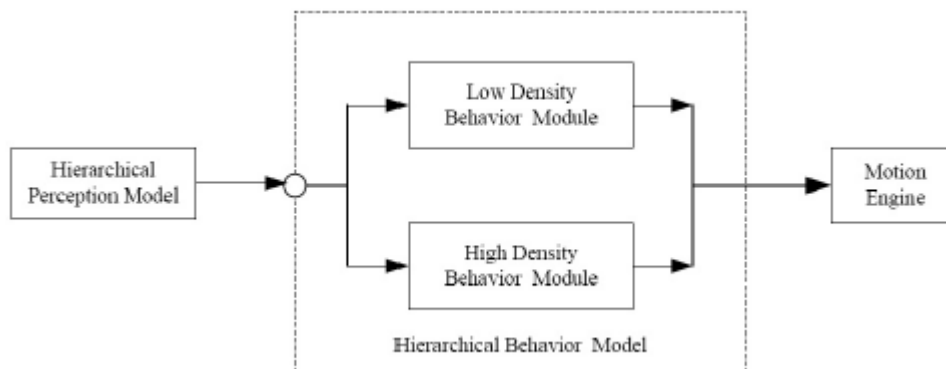 Low Density
Behavior Module
Hierarchical
Perception Model
Motion
Engine
High Density
Behavior Module
Hierarchical Behavior Model